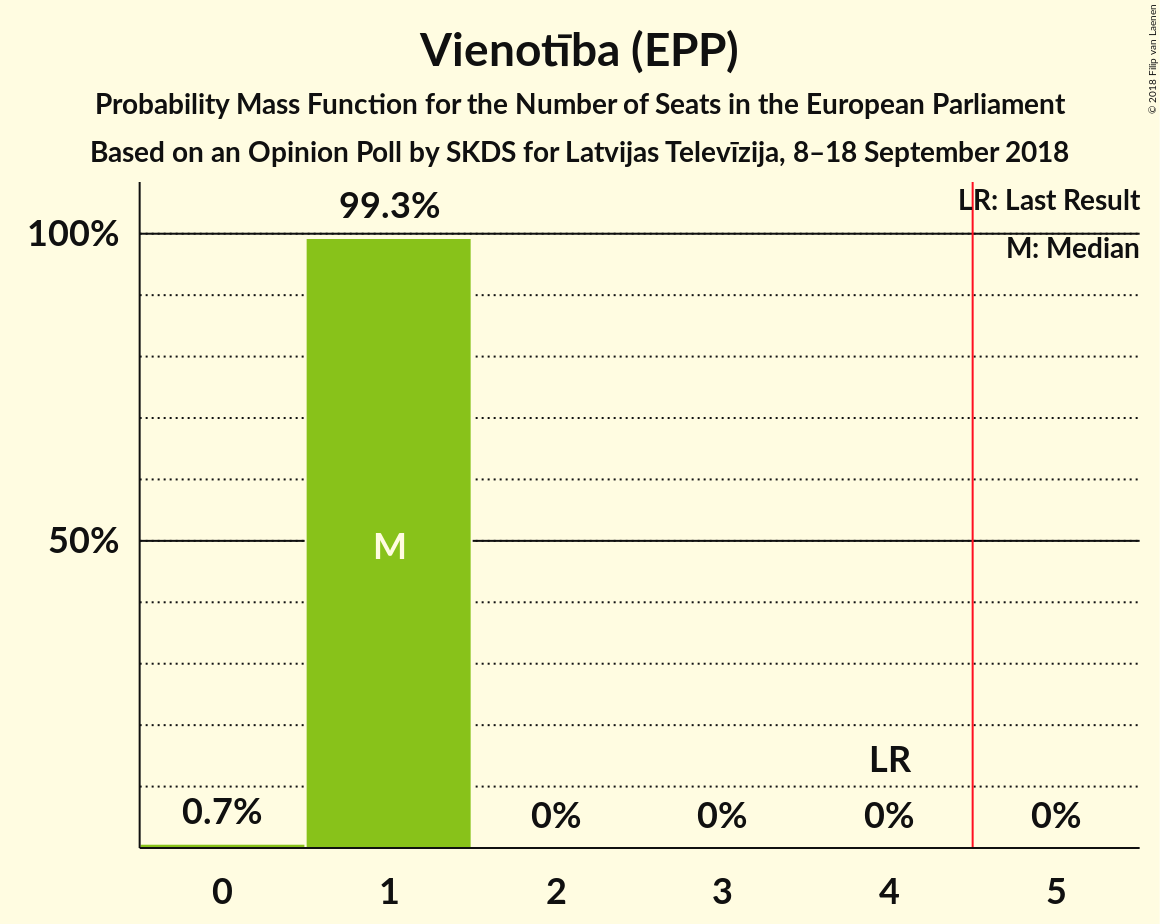 Vienotība (EPP)
Probability Mass Function for the Number of Seats in the European Parliament
Based on an Opinion Poll by SKDS for Latvijas Televīzija, 8–18 September 2018
© 2018 Filip van Laenen
LR: Last Result
M: Median
99.3%
100%
50%
M
LR
0.7%
0%
0%
0%
0%
0
1
2
3
4
5